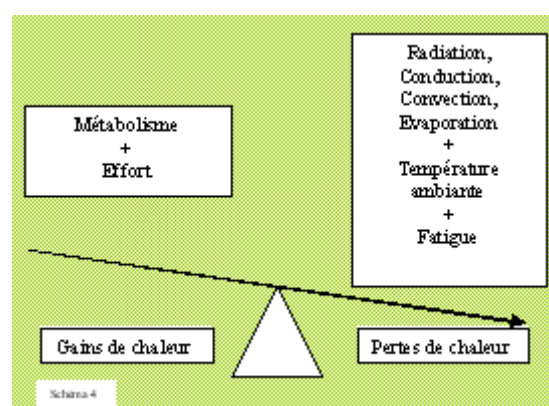 Métabolisme
+
Effort
Radiation,
Conduction,
Convection,
Evaporation
+
Température
ambiante
+
Fatigue
Gains de chaleur
Pertes de chaleur
Schéma 4